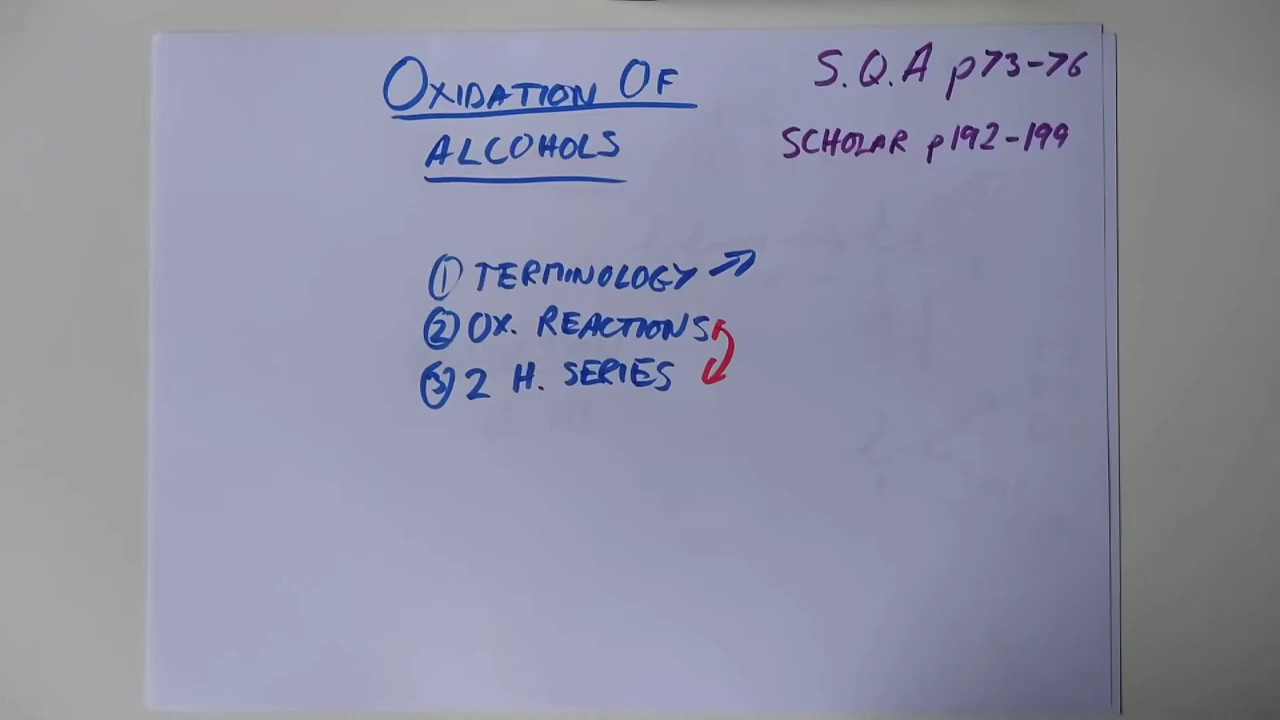 OXIDATION OF
ALCOHOLS
S.Q.A p73-76
SCHOLAR p192-199
① TERMINOLOGY
② OX. REACTIONS
③ 2 H. SERIES